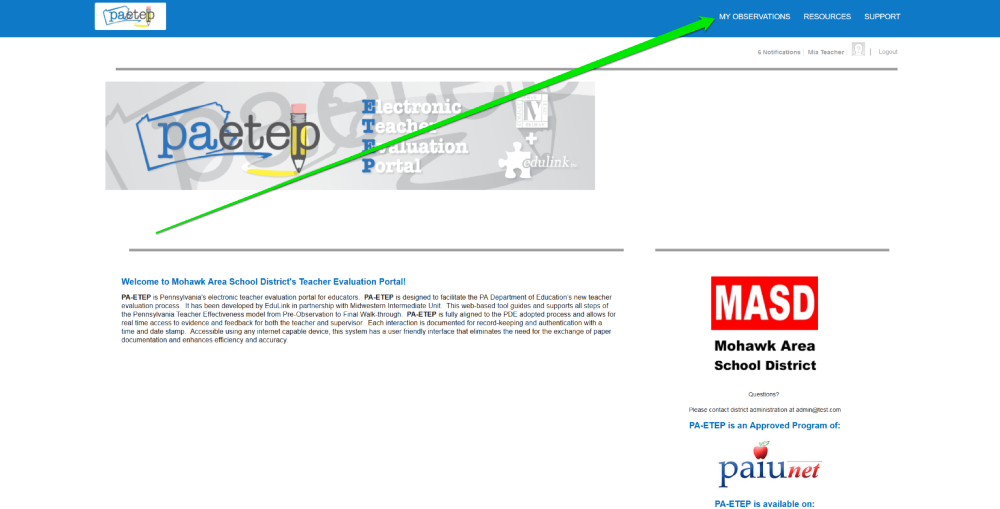 paetep
MY OBSERVATIONS RESOURCES SUPPORT
6 Notifications Mia Teacher | Logout
paetep
Electronic
Teacher
Evaluation
Portal
SERVE
COMMIT
LEAD
BELIEVE
+
edulink Inc.
Welcome to Mohawk Area School District's Teacher Evaluation Portal!
PA-ETEP is Pennsylvania's electronic teacher evaluation portal for educators. PA-ETEP is designed to facilitate the PA Department of Education's new teacher
evaluation process. It has been developed by EduLink in partnership with Midwestern Intermediate Unit. This web-based tool guides and supports all steps of
the Pennsylvania Teacher Effectiveness model from Pre-Observation to Final Walk-through. PA-ETEP is fully aligned to the PDE adopted process and allows for
real time access to evidence and feedback for both the teacher and supervisor. Each interaction is documented for record-keeping and authentication with a
time and date stamp. Accessible using any internet capable device, this system has a user friendly interface that eliminates the need for the exchange of paper
documentation and enhances efficiency and accuracy.
MASD
Mohawk Area
School District
Questions?
Please contact district administration at admin@test.com
PA-ETEP is an Approved Program of:
paiunet
PA-ETEP is available on: